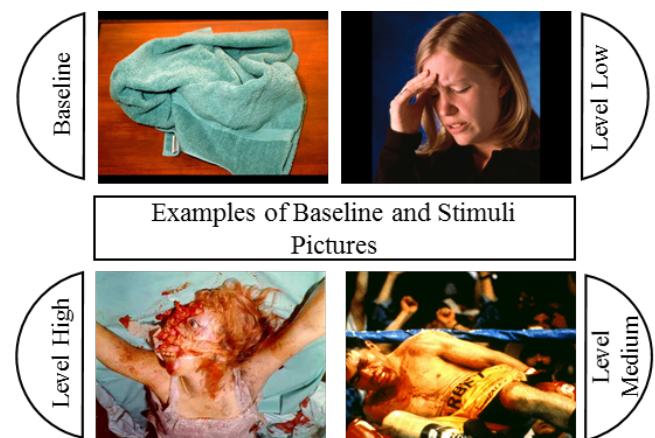 Baseline
Level Low
Examples of Baseline and Stimuli
Pictures
Level High
Level
Medium